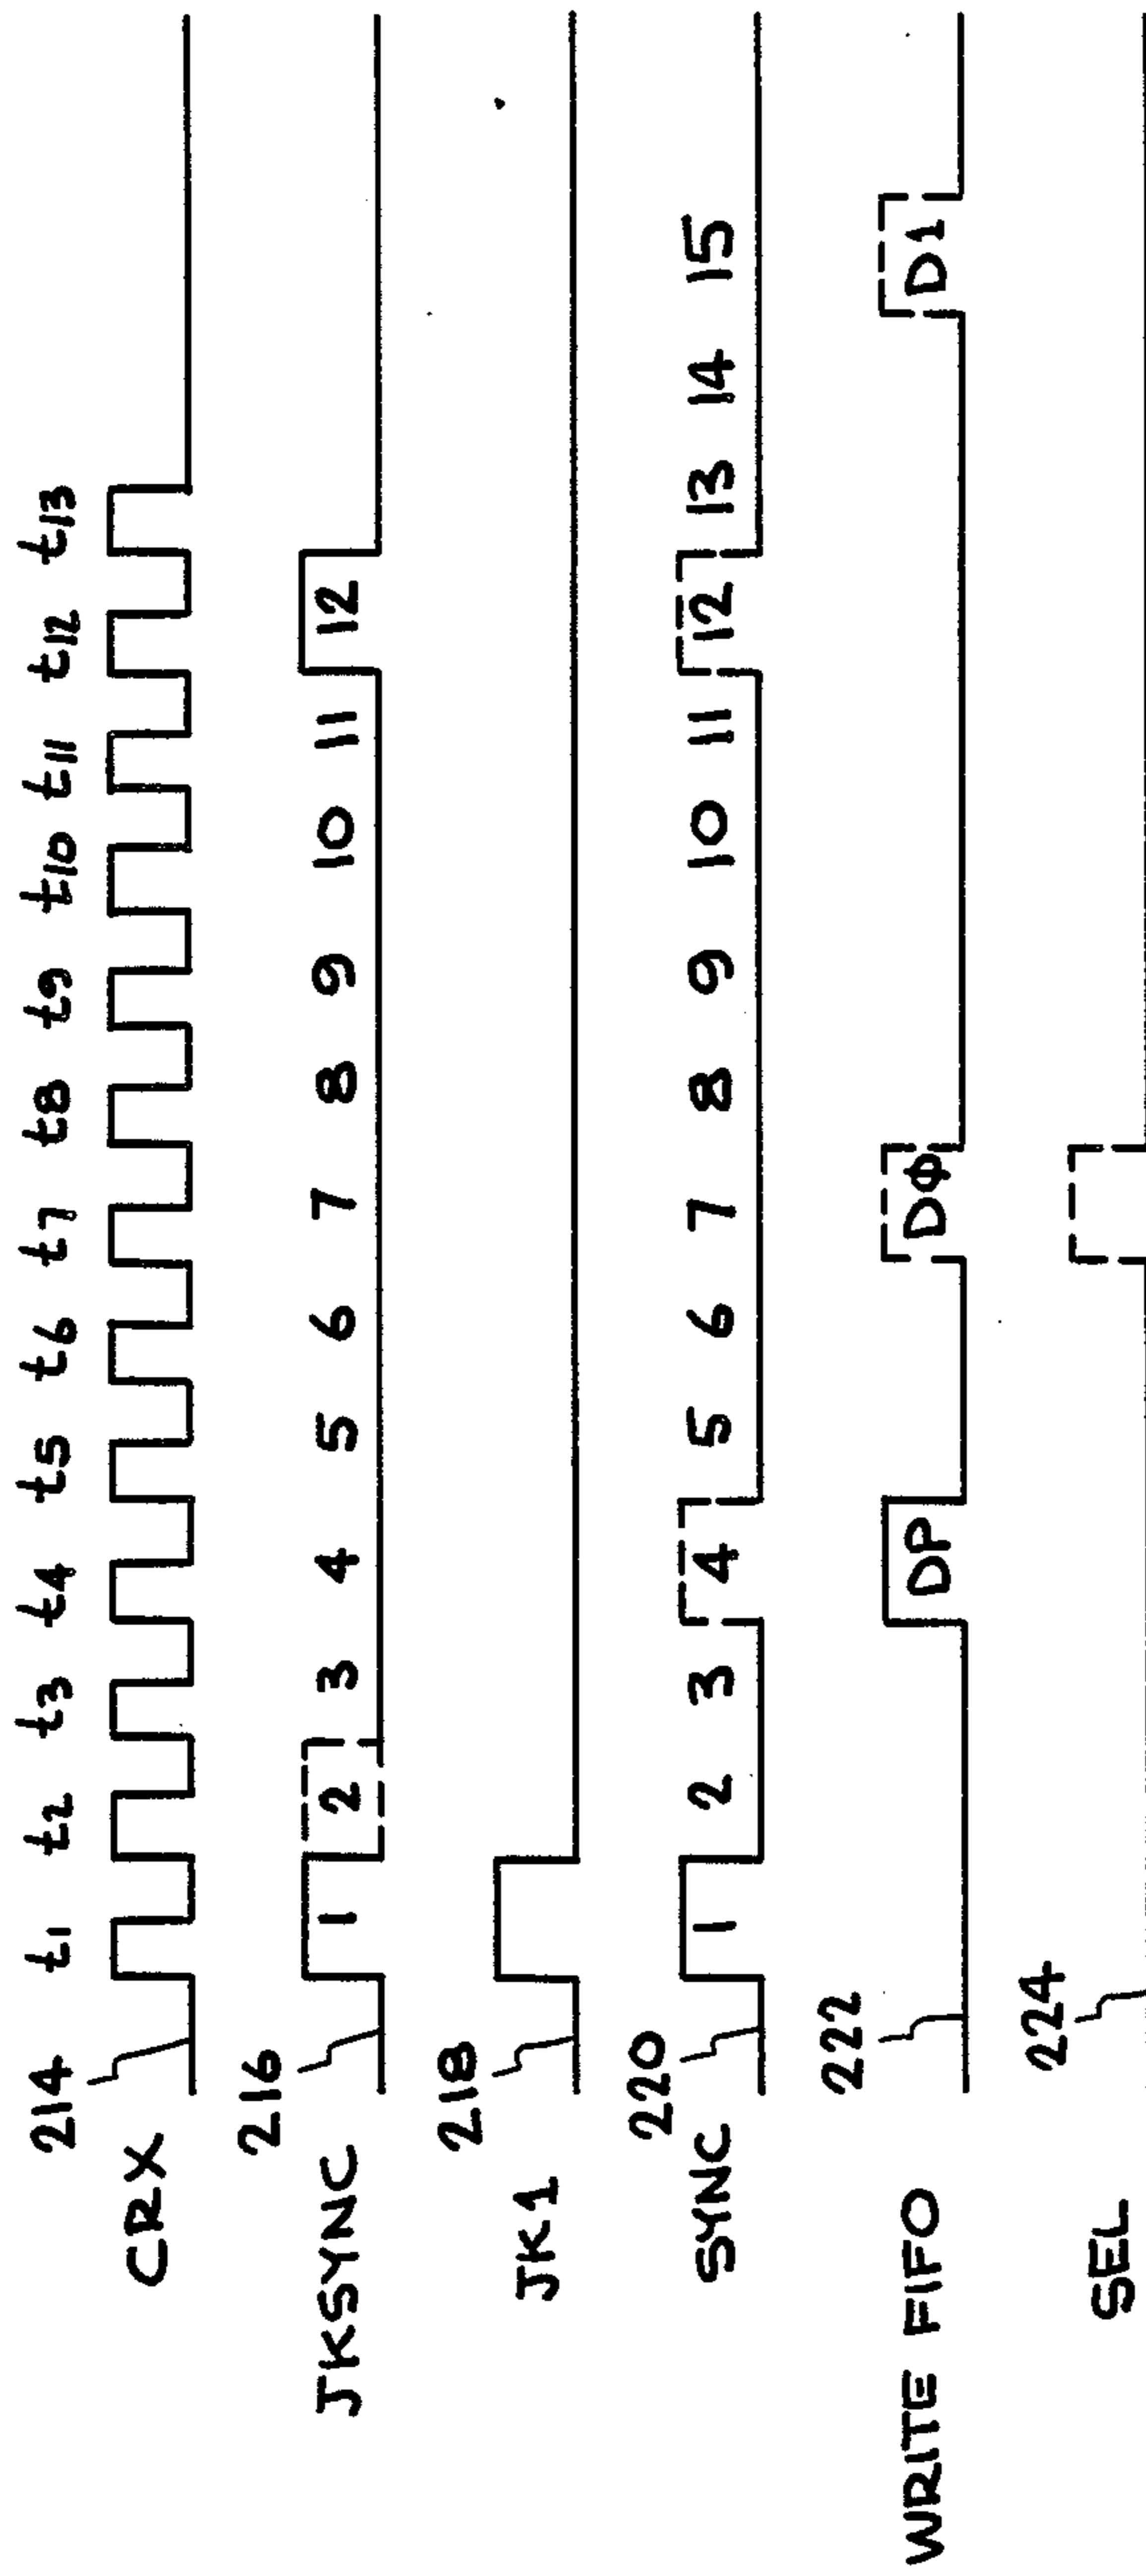 t1 t2 t3 t4 t5 t6 t7 t8 t9 t10 t11 t12 t13
214
CRX
216
JKSYNC 1 2 3 4 5 6 7 8 9 10 11 12
218
JK1
220
SYNC 1 2 3 4 5 6 7 8 9 10 11 12 13 14 15
222
WRITE FIFO DP DΦ D1
224
SEL